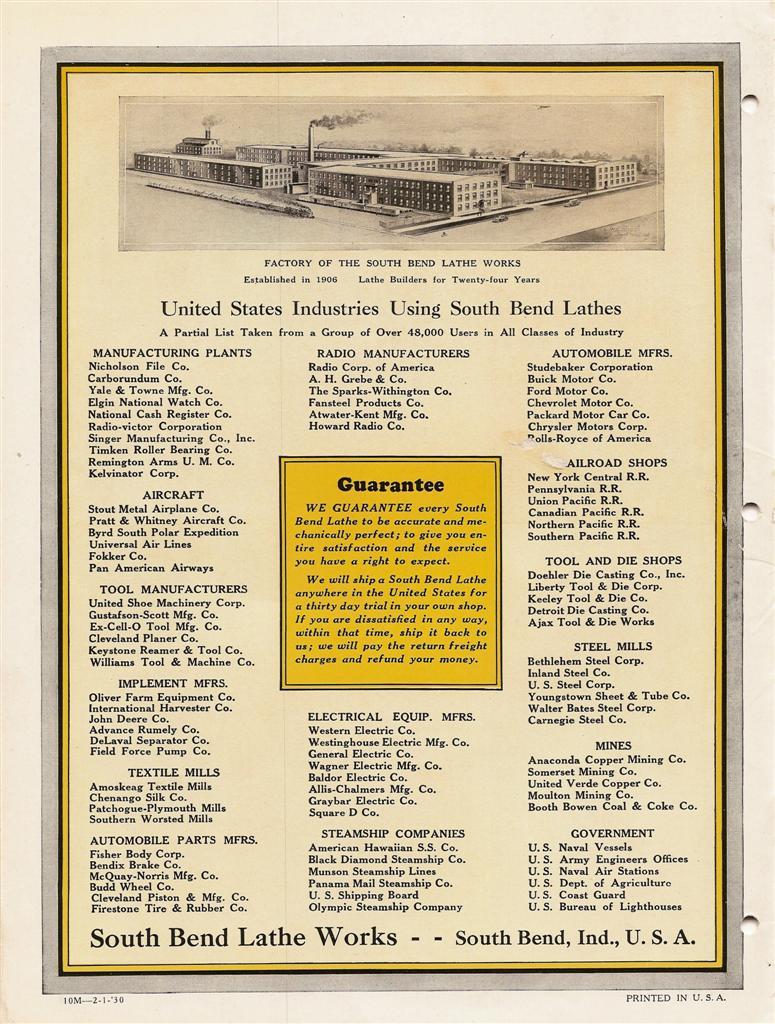 FACTORY OF THE SOUTH BEND LATHE WORKS
Established in 1906 Lathe Builders for Twenty-four Years
United States Industries Using South Bend Lathes
A Partial List Taken from a Group of Over 48,000 Users in All Classes of Industry
MANUFACTURING PLANTS
Nicholson File Co.
Carborundum Co.
Yale & Towne Mfg. Co.
Elgin National Watch Co.
National Cash Register Co.
Radio-victor Corporation
Singer Manufacturing Co., Inc.
Timken Roller Bearing Co.
Remington Arms U. M. Co.
Kelvinator Corp.
AIRCRAFT
Stout Metal Airplane Co.
Pratt & Whitney Aircraft Co.
Byrd South Polar Expedition
Universal Air Lines
Fokker Co.
Pan American Airways
TOOL MANUFACTURERS
United Shoe Machinery Corp.
Gustafson-Scott Mfg. Co.
Ex-Cell-O Tool Mfg. Co.
Cleveland Planer Co.
Keystone Reamer & Tool Co.
Williams Tool & Machine Co.
IMPLEMENT MFRS.
Oliver Farm Equipment Co.
International Harvester Co.
John Deere Co.
Advance Rumely Co.
DeLaval Separator Co.
Field Force Pump Co.
TEXTILE MILLS
Amoskeag Textile Mills
Chenango Silk Co.
Patchogue-Plymouth Mills
Southern Worsted Mills
AUTOMOBILE PARTS MFRS.
Fisher Body Corp.
Bendix Brake Co.
McQuay-Norris Mfg. Co.
Budd Wheel Co.
Cleveland Piston & Mfg. Co.
Firestone Tire & Rubber Co.
RADIO MANUFACTURERS
Radio Corp. of America
A. H. Grebe & Co.
The Sparks-Withington Co.
Fansteel Products Co.
Atwater-Kent Mfg. Co.
Howard Radio Co.
Guarantee
WE GUARANTEE every South
Bend Lathe to be accurate and me-
chanically perfect; to give you en-
tire satisfaction and the service
you have a right to expect.
We will ship a South Bend Lathe
anywhere in the United States for
a thirty day trial in your own shop.
If you are dissatisfied in any way,
within that time, ship it back to
us; we will pay the return freight
charges and refund your money.
ELECTRICAL EQUIP. MFRS.
Western Electric Co.
Westinghouse Electric Mfg. Co.
General Electric Co.
Wagner Electric Mfg. Co.
Baldor Electric Co.
Allis-Chalmers Mfg. Co.
Graybar Electric Co.
Square D Co.
STEAMSHIP COMPANIES
American Hawaiian S.S. Co.
Black Diamond Steamship Co.
Munson Steamship Lines
Panama Mail Steamship Co.
U. S. Shipping Board
Olympic Steamship Company
AUTOMOBILE MFRS.
Studebaker Corporation
Buick Motor Co.
Ford Motor Co.
Chevrolet Motor Co.
Packard Motor Car Co.
Chrysler Motors Corp.
Rolls-Royce of America
AILROAD SHOPS
New York Central R.R.
Pennsylvania R.R.
Union Pacific R.R.
Canadian Pacific R.R.
Northern Pacific R.R.
Southern Pacific R.R.
TOOL AND DIE SHOPS
Doehler Die Casting Co., Inc.
Liberty Tool & Die Corp.
Keeley Tool & Die Co.
Detroit Die Casting Co.
Ajax Tool & Die Works
STEEL MILLS
Bethlehem Steel Corp.
Inland Steel Co.
U. S. Steel Corp.
Youngstown Sheet & Tube Co.
Walter Bates Steel Corp.
Carnegie Steel Co.
MINES
Anaconda Copper Mining Co.
Somerset Mining Co.
United Verde Copper Co.
Moulton Mining Co.
Booth Bowen Coal & Coke Co.
GOVERNMENT
U. S. Naval Vessels
U. S. Army Engineers Offices
U. S. Naval Air Stations
U. S. Dept. of Agriculture
U. S. Coast Guard
U. S. Bureau of Lighthouses
South Bend Lathe Works - - South Bend, Ind., U. S. A.
10M—2-1-'30
PRINTED IN U. S. A.